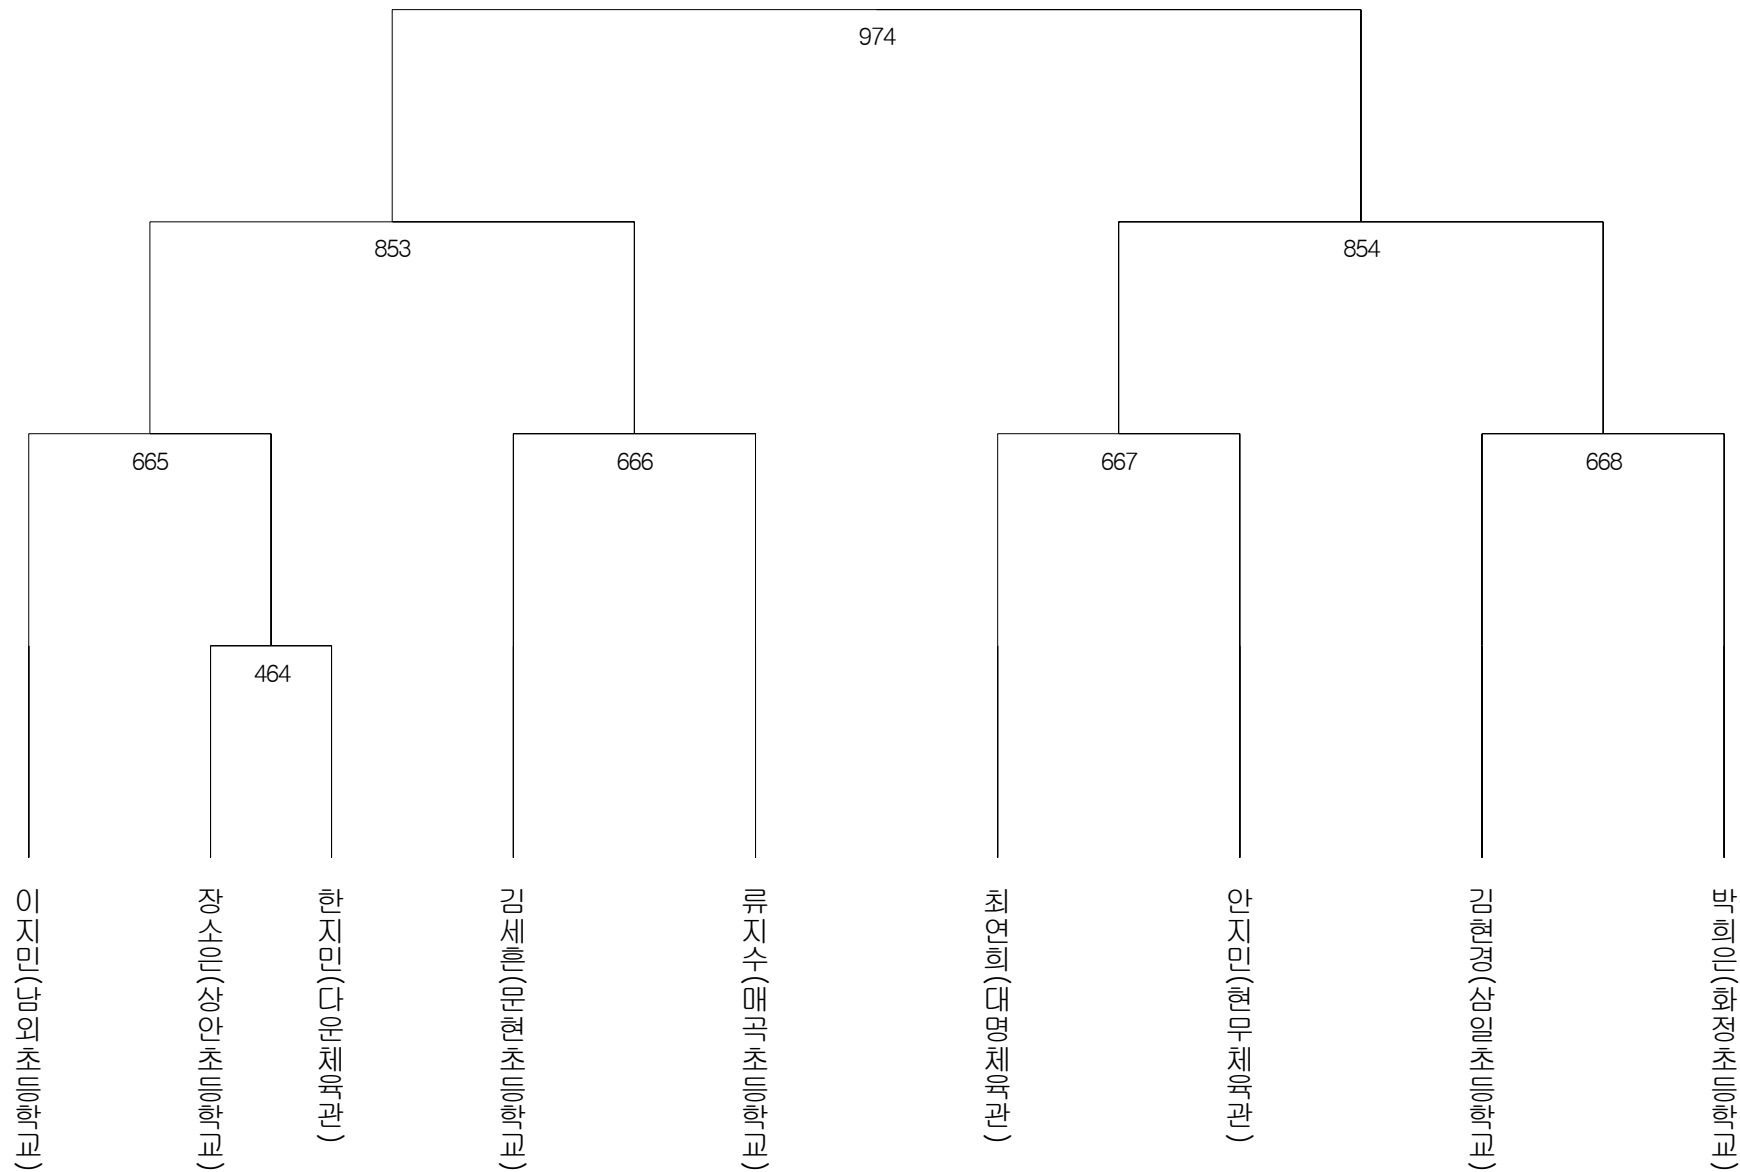 974
853
854
665
666
667
668
464
이지민(남외초등학교)
장소은(상안초등학교)
한지민(다운체육관)
김세흔(문현초등학교)
류지수(매곡초등학교)
최연희(대명체육관)
안지민(현무체육관)
김현경(삼일초등학교)
박희은(화정초등학교)